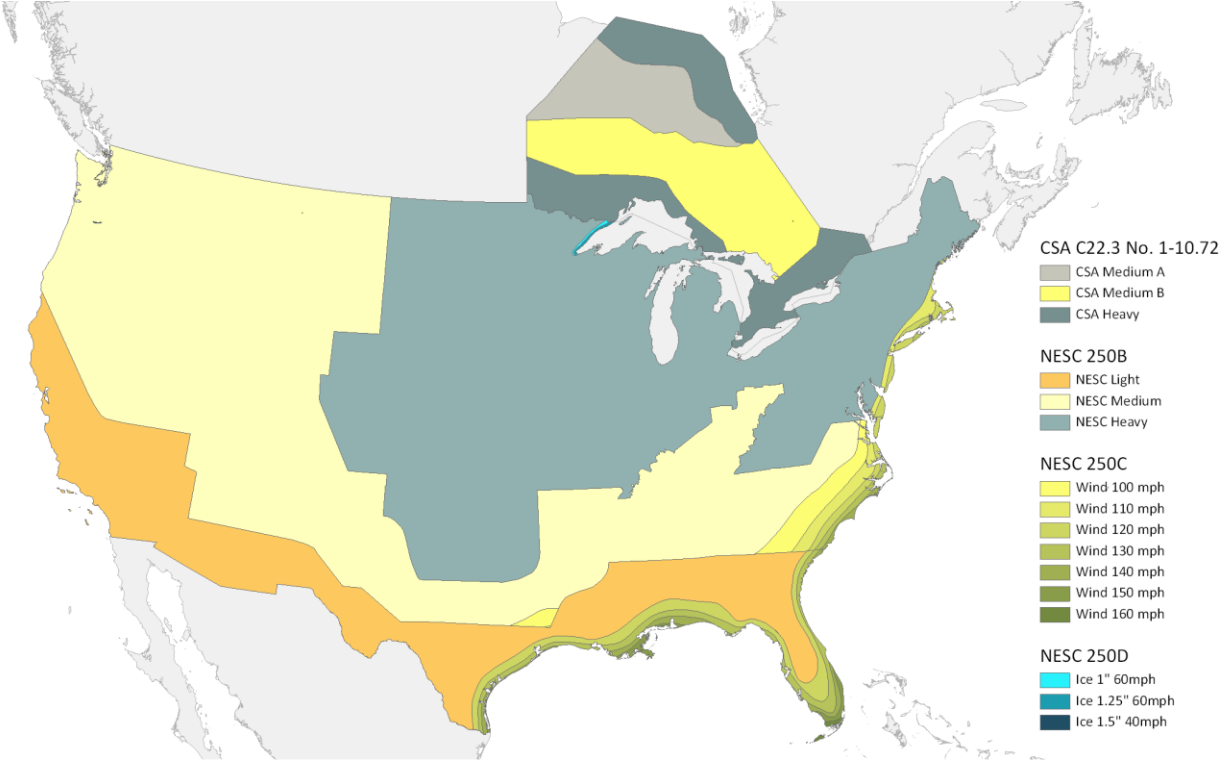 CSA C22.3 No. 1-10.72
CSA Medium A
CSA Medium B
CSA Heavy
NESC 250B
NESC Light
NESC Medium
NESC Heavy
NESC 250C
Wind 100 mph
Wind 110 mph
Wind 120 mph
Wind 130 mph
Wind 140 mph
Wind 150 mph
Wind 160 mph
NESC 250D
Ice 1" 60mph
Ice 1.25" 60mph
Ice 1.5" 40mph